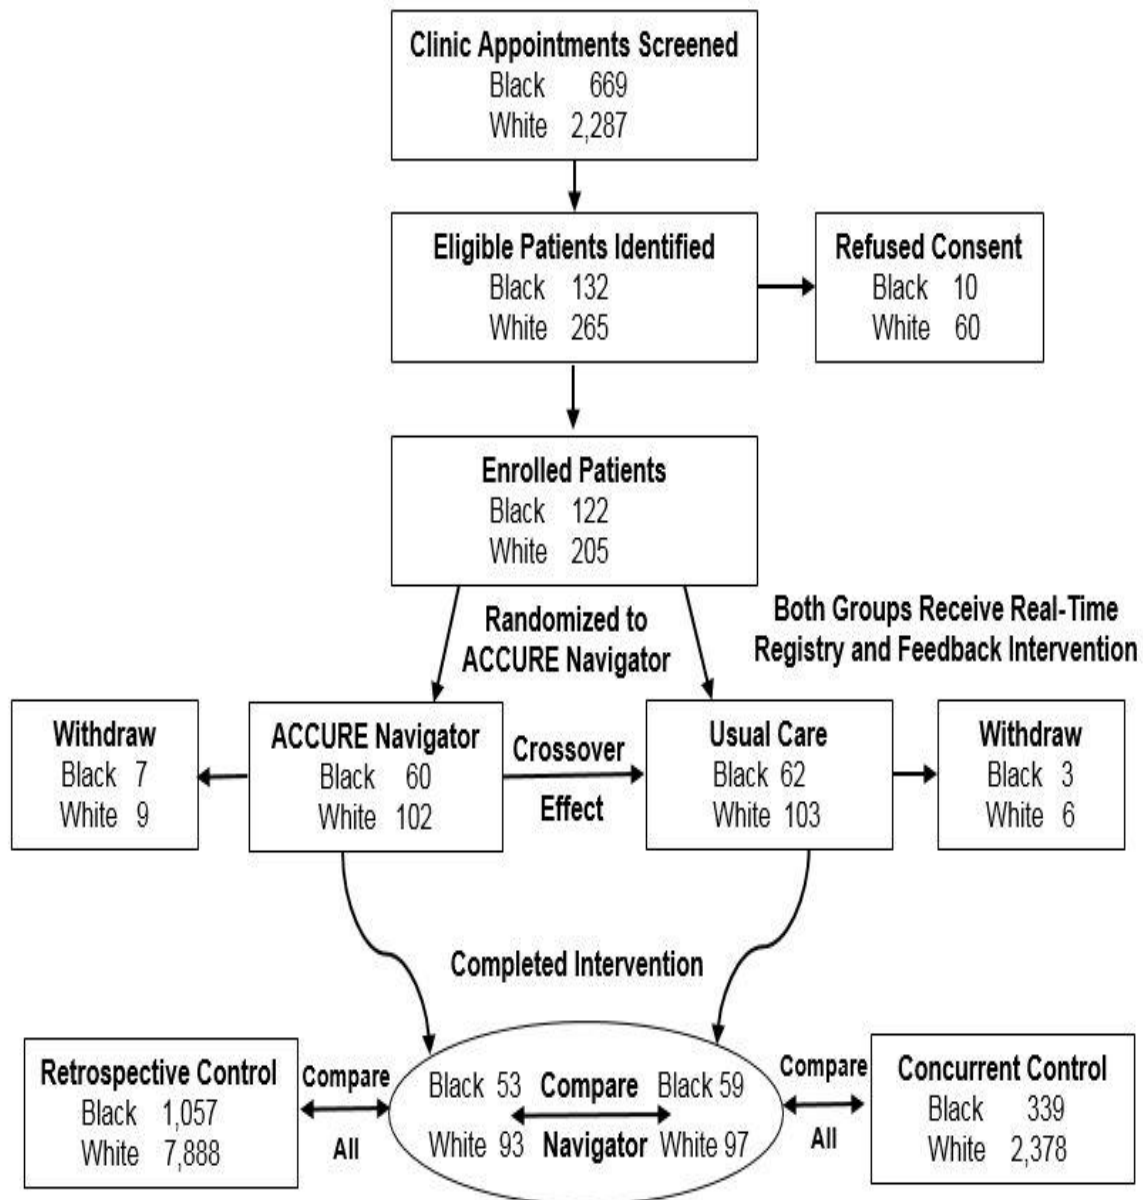 Clinic Appointments Screened
Black 669
White 2,287
Eligible Patients Identified
Black 132
White 265
Refused Consent
Black 10
White 60
Enrolled Patients
Black 122
White 205
Randomized to
ACCURE Navigator
Both Groups Receive Real-Time
Registry and Feedback Intervention
Withdraw
Black 7
White 9
ACCURE Navigator
Black 60
White 102
Crossover
Effect
Usual Care
Black 62
White 103
Withdraw
Black 3
White 6
Completed Intervention
Retrospective Control
Black 1,057
White 7,888
Compare
All
Black 53 Compare Black 59
White 93 Navigator White 97
Compare
All
Concurrent Control
Black 339
White 2,378